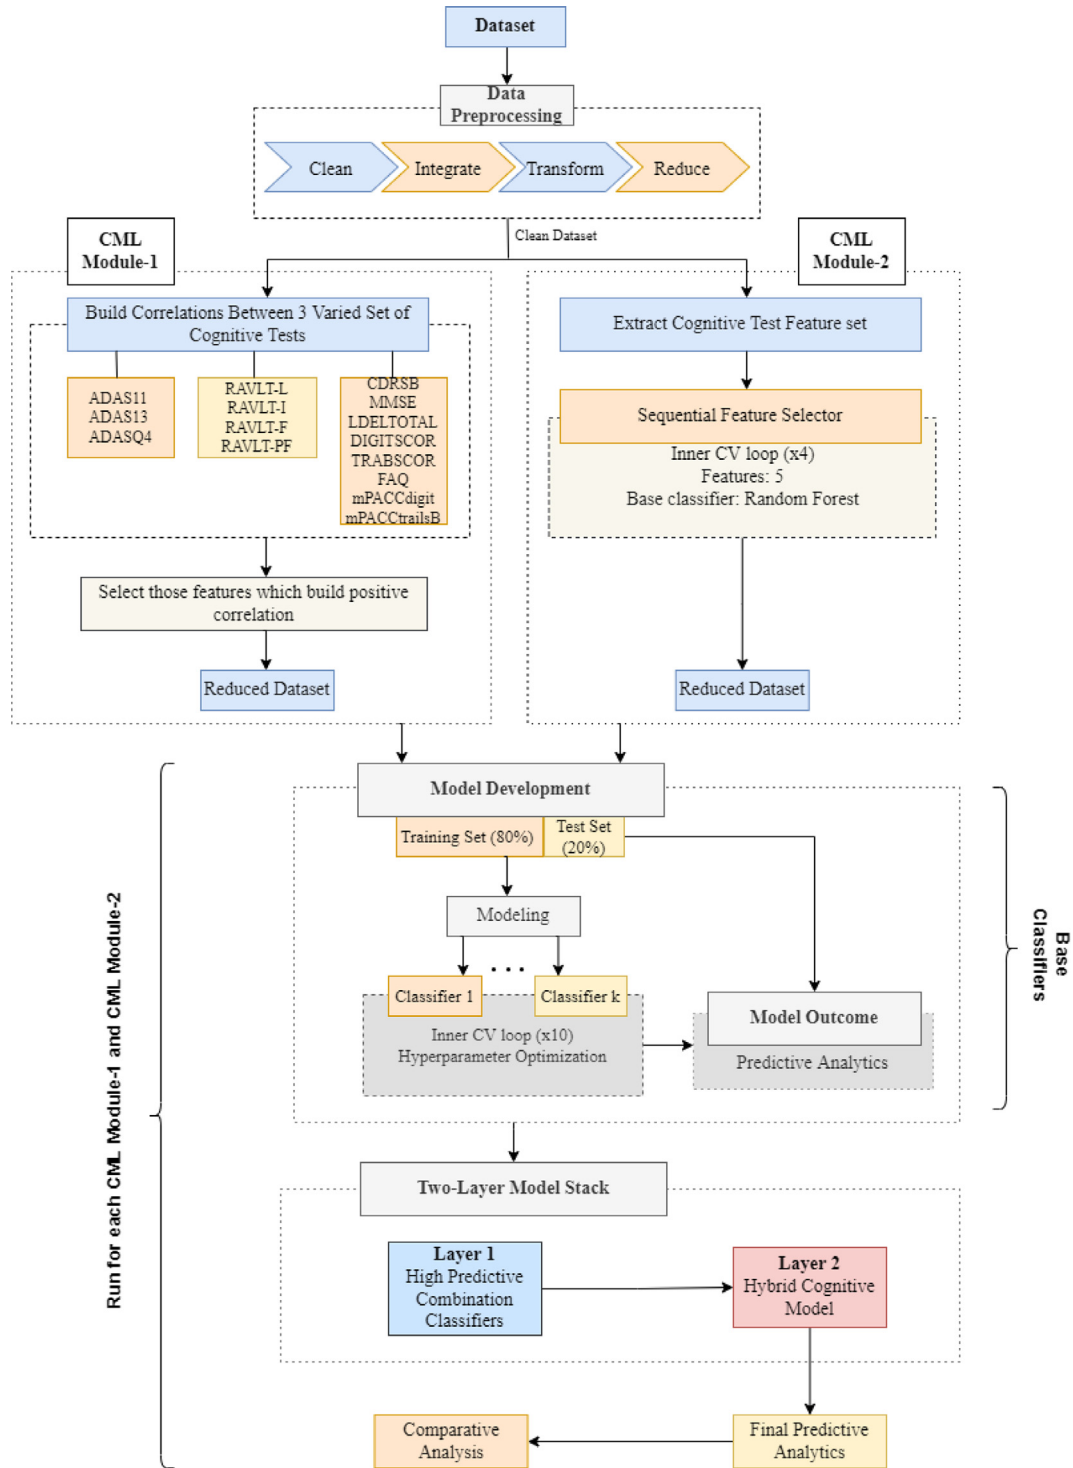 Dataset
Data
Preprocessing
Clean
Integrate
Transform
Reduce
Clean Dataset
CML
Module-1
CML
Module-2
Build Correlations Between 3 Varied Set of
Cognitive Tests
ADAS11
ADAS13
ADASQ4
RAVLT-L
RAVLT-I
RAVLT-F
RAVLT-PF
CDRSB
MMSE
LDELTOTAL
DIGITSCOR
TRABSCOR
FAQ
mPACCdigit
mPACCtrailsB
Select those features which build positive
correlation
Reduced Dataset
Extract Cognitive Test Feature set
Sequential Feature Selector
Inner CV loop (x4)
Features: 5
Base classifier: Random Forest
Reduced Dataset
Run for each CML Module-1 and CML Module-2
Model Development
Training Set (80%)
Test Set
(20%)
Modeling
...
Classifier 1
Classifier k
Inner CV loop (x10)
Hyperparameter Optimization
Model Outcome
Predictive Analytics
Base
Classifiers
Two-Layer Model Stack
Layer 1
High Predictive
Combination
Classifiers
Layer 2
Hybrid Cognitive
Model
Comparative
Analysis
Final Predictive
Analytics